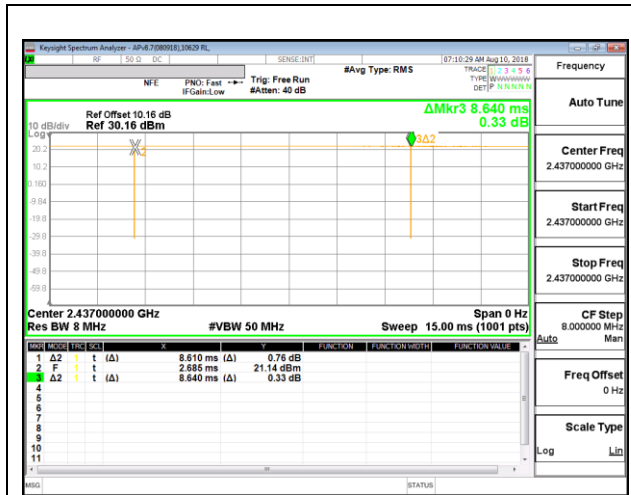 Keysight Spectrum Analyzer - APv8.7(080918),10629 RL,
RF 50 Ω DC SENSE:INT 07:10:29 AM Aug 10, 2018
#Avg Type: RMS TRACE 1 2 3 4 5 6
NFE PNO: Fast Trig: Free Run TYPE WWWWWW
IFGain:Low #Atten: 40 dB DET P NNNNN
Frequency
Auto Tune
Center Freq
2.437000000 GHz
Start Freq
2.437000000 GHz
Stop Freq
2.437000000 GHz
CF Step
8.000000 MHz
Auto Man
Freq Offset
0 Hz
Scale Type
Log Lin
ΔMkr3 8.640 ms
0.33 dB
Ref Offset 10.16 dB
10 dB/div Ref 30.16 dBm
Log
20.2
10.2
0.160
-9.84
-19.8
-29.8
-39.8
-49.8
-59.8
2
3Δ2
Center 2.437000000 GHz Span 0 Hz
Res BW 8 MHz #VBW 50 MHz Sweep 15.00 ms (1001 pts)
MKR MODE TRC SCL X Y FUNCTION FUNCTION WIDTH FUNCTION VALUE
1 Δ2 1 t (Δ) 8.610 ms (Δ) 0.76 dB
2 F 1 t 2.685 ms 21.14 dBm
3 Δ2 1 t (Δ) 8.640 ms (Δ) 0.33 dB
4
5
6
7
8
9
10
11
MSG STATUS